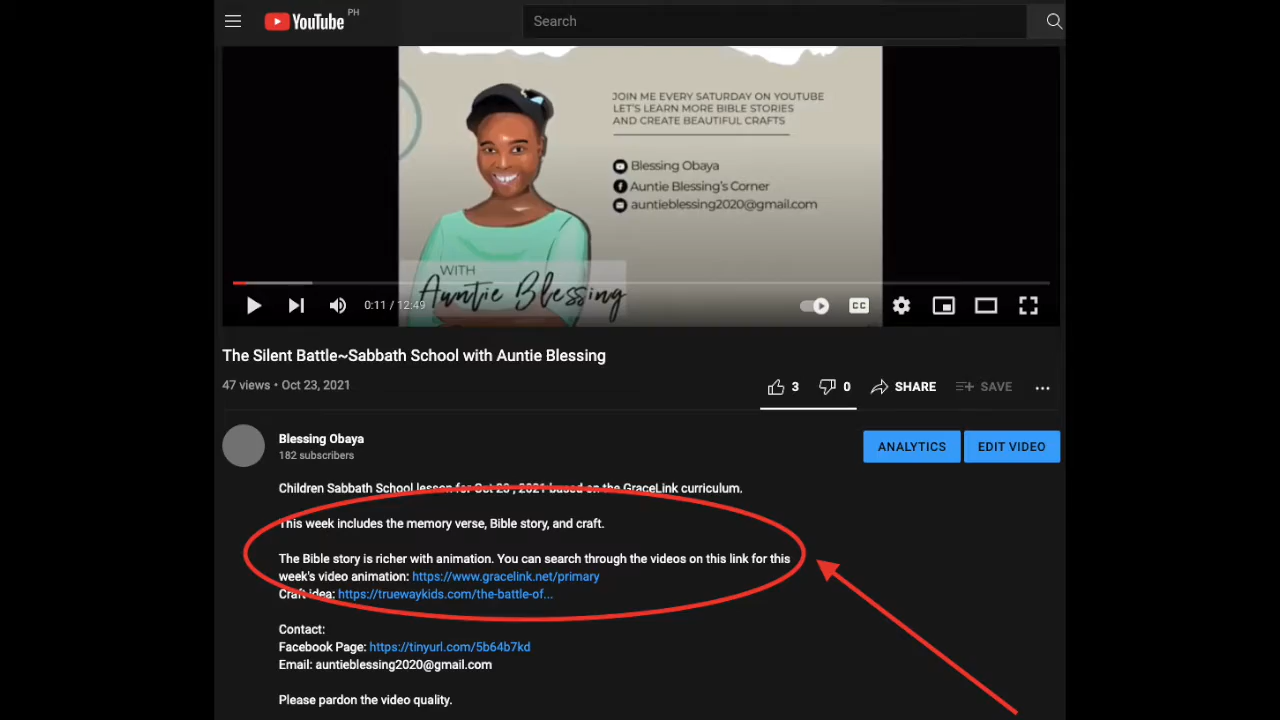 YouTube PH
Search
JOIN ME EVERY SATURDAY ON YOUTUBE
LET'S LEARN MORE BIBLE STORIES
AND CREATE BEAUTIFUL CRAFTS
Blessing Obaya
Auntie Blessing's Corner
auntieblessing2020@gmail.com
WITH
Auntie Blessing
0:11 / 12:49
CC
The Silent Battle~Sabbath School with Auntie Blessing
47 views • Oct 23, 2021
3
0
SHARE
SAVE
Blessing Obaya
182 subscribers
ANALYTICS
EDIT VIDEO
Children Sabbath School lesson for Oct 23 , 2021 based on the GraceLink curriculum.
This week includes the memory verse, Bible story, and craft.
The Bible story is richer with animation. You can search through the videos on this link for this
week's video animation: https://www.gracelink.net/primary
Craft idea: https://truewaykids.com/the-battle-of...
Contact:
Facebook Page: https://tinyurl.com/5b64b7kd
Email: auntieblessing2020@gmail.com
Please pardon the video quality.